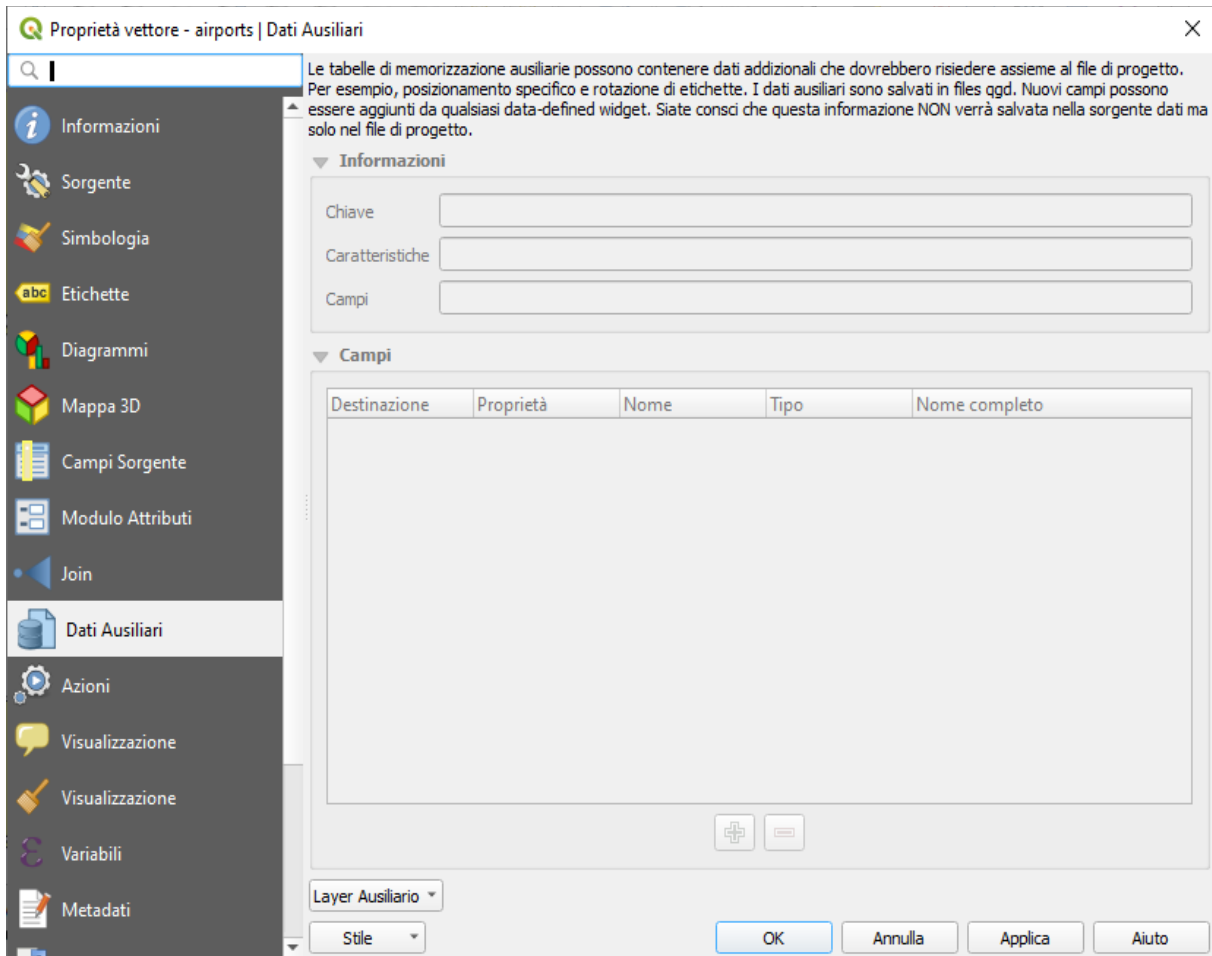 Proprietà vettore - airports | Dati Ausiliari
Informazioni
Sorgente
Simbologia
abc Etichette
Diagrammi
Mappa 3D
Campi Sorgente
Modulo Attributi
Join
Dati Ausiliari
Azioni
Visualizzazione
Visualizzazione
Variabili
Metadati
Le tabelle di memorizzazione ausiliarie possono contenere dati addizionali che dovrebbero risiedere assieme al file di progetto.
Per esempio, posizionamento specifico e rotazione di etichette. I dati ausiliari sono salvati in files qgd. Nuovi campi possono
essere aggiunti da qualsiasi data-defined widget. Siate consci che questa informazione NON verrà salvata nella sorgente dati ma
solo nel file di progetto.
Informazioni
Chiave
Caratteristiche
Campi
Campi
Destinazione Proprietà Nome Tipo Nome completo
Layer Ausiliario
Stile OK Annulla Applica Aiuto